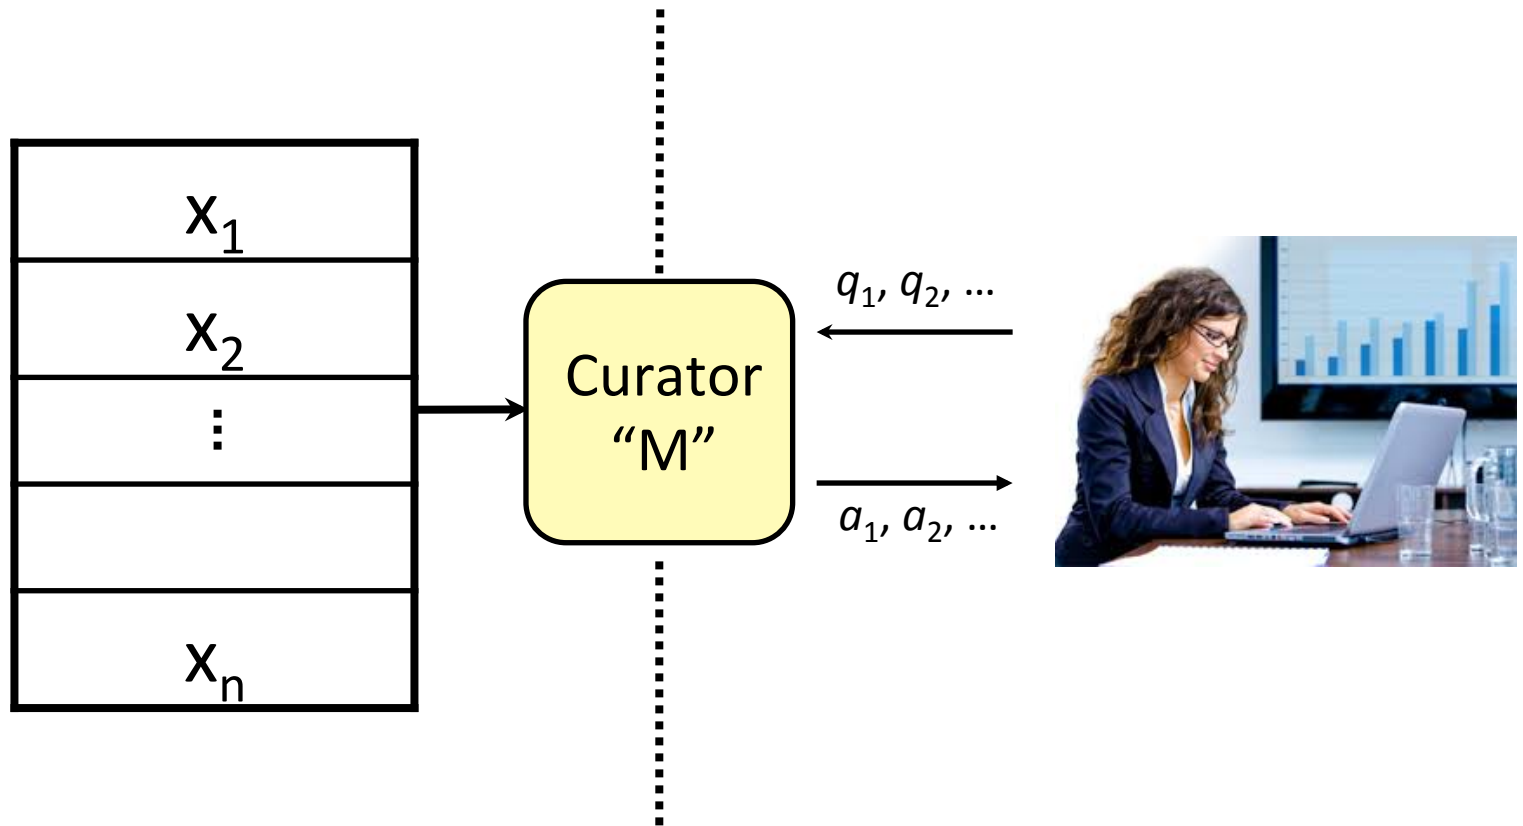 x₁
x₂
⋮
xₙ
Curator
“M”
q₁, q₂, …
a₁, a₂, …